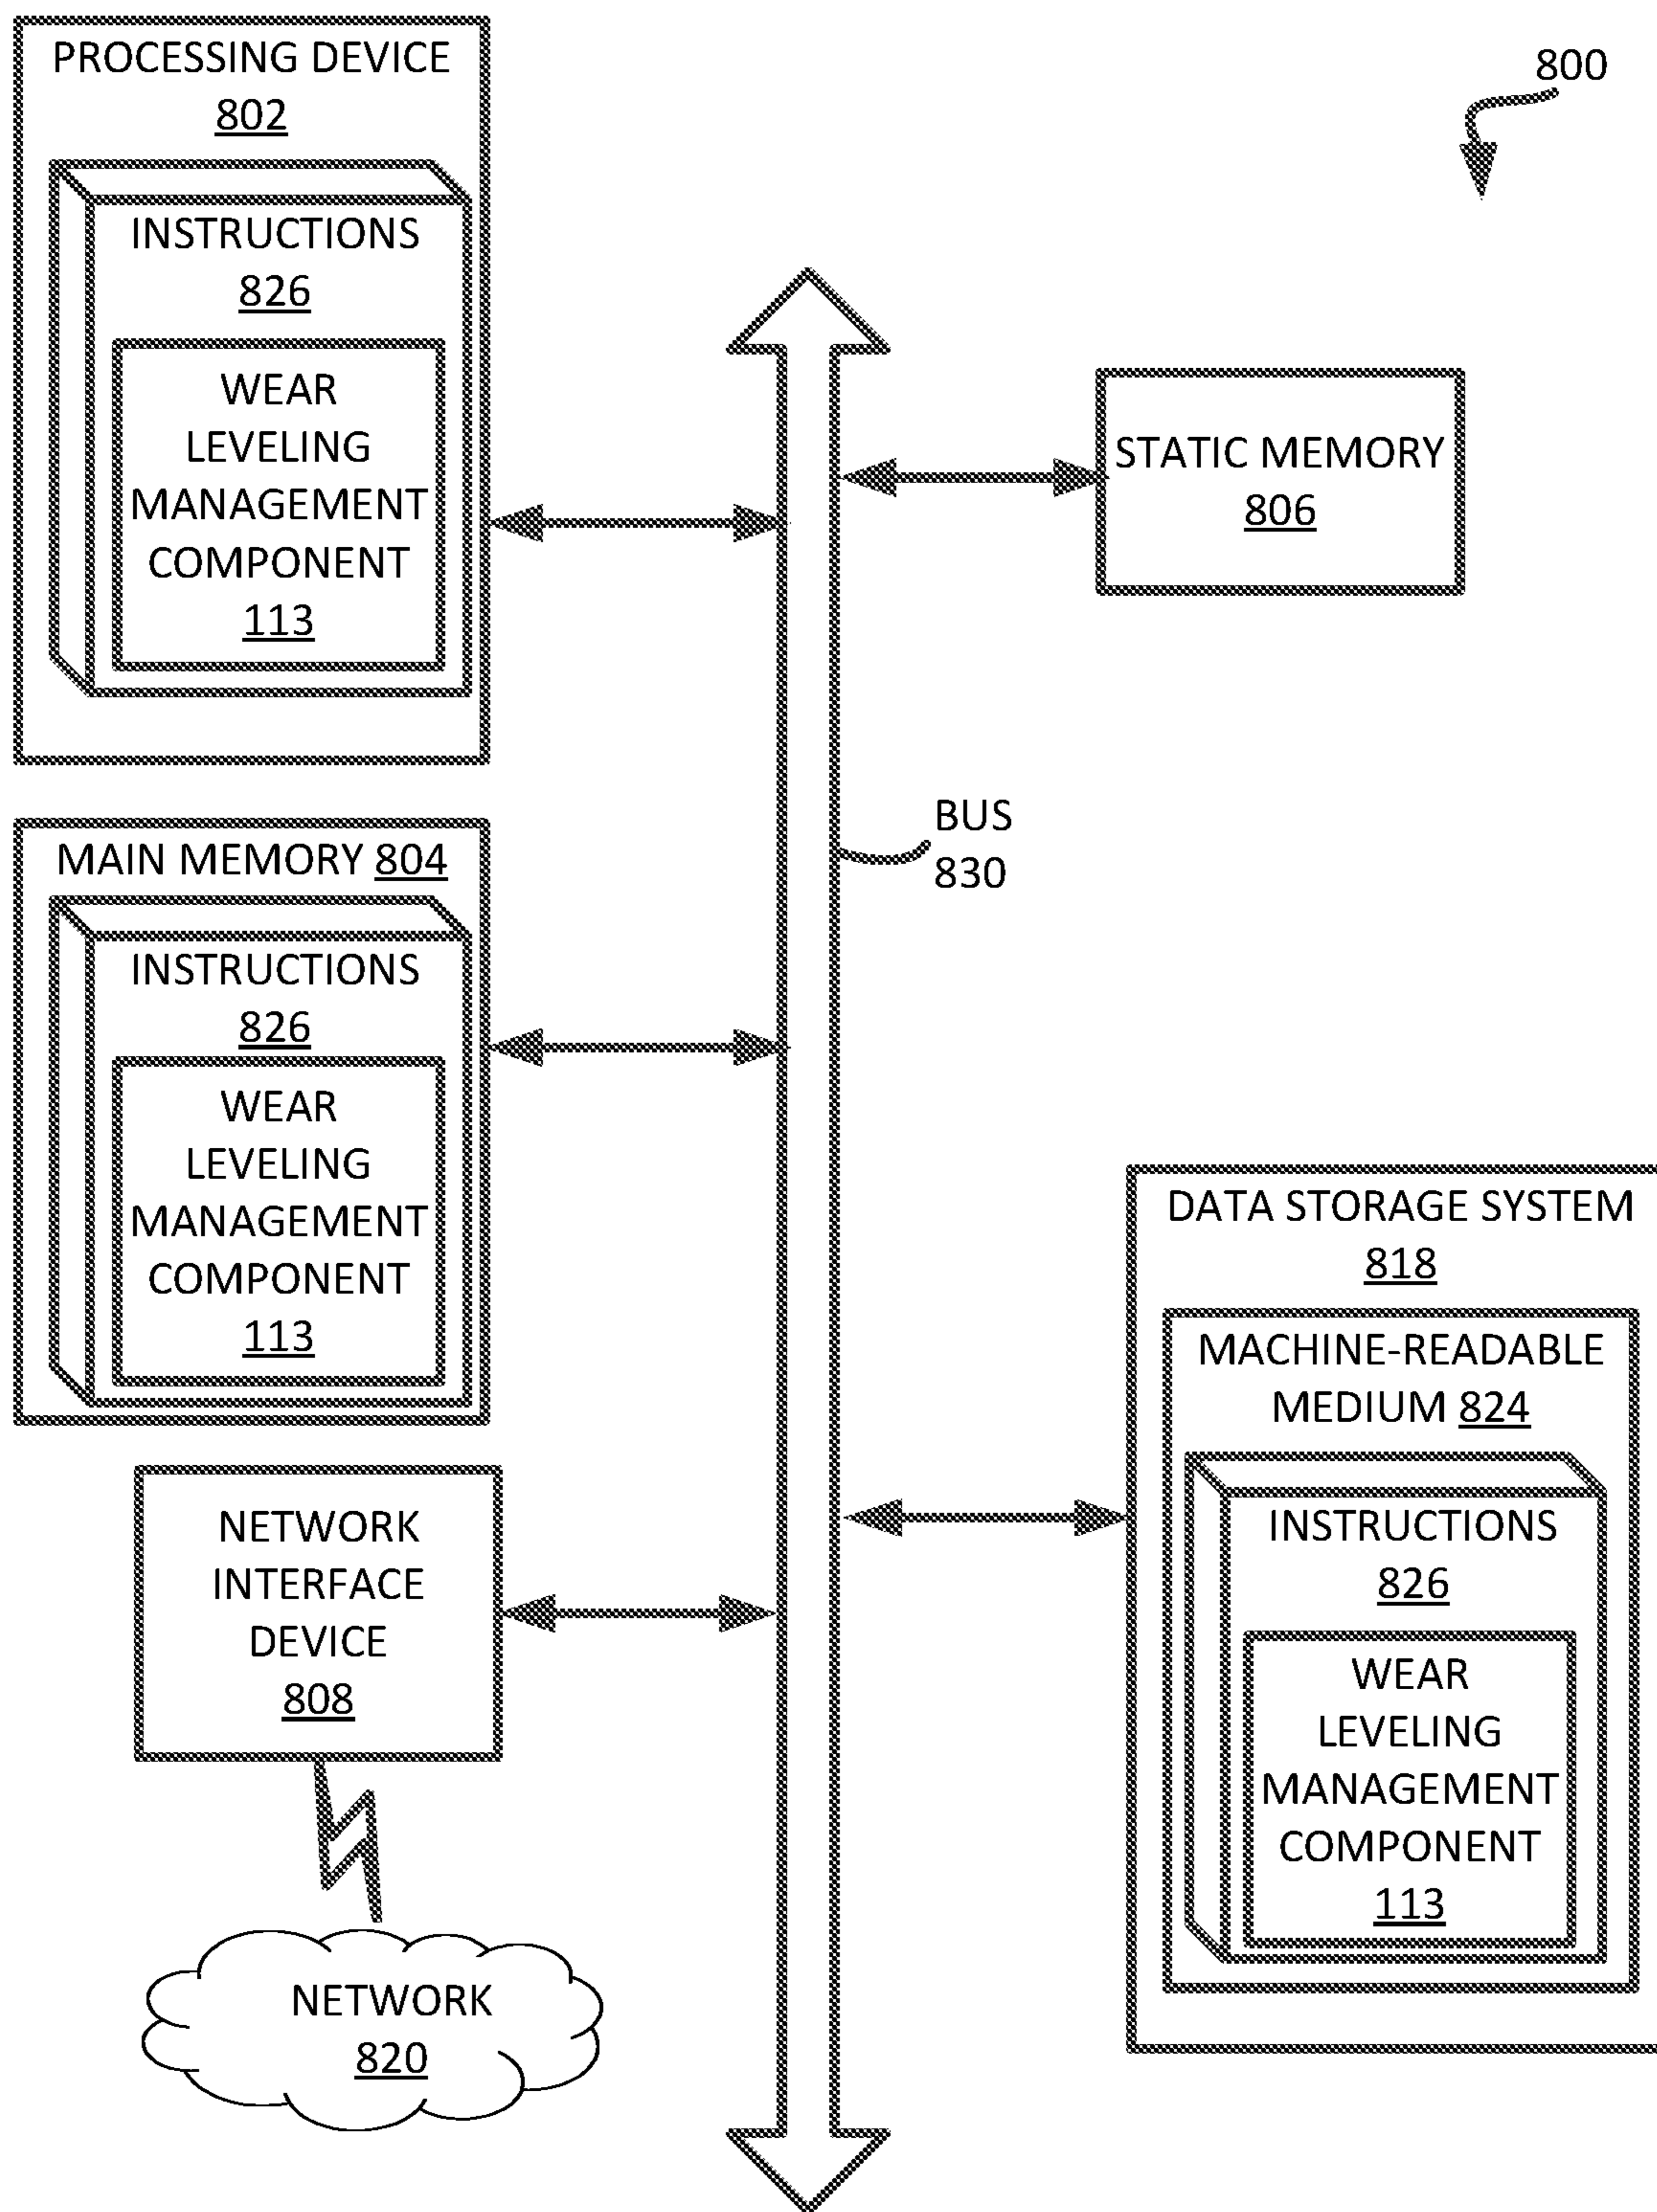 PROCESSING DEVICE
802
INSTRUCTIONS
826
WEAR
LEVELING
MANAGEMENT
COMPONENT
113
800
STATIC MEMORY
806
BUS
830
MAIN MEMORY 804
INSTRUCTIONS
826
WEAR
LEVELING
MANAGEMENT
COMPONENT
113
DATA STORAGE SYSTEM
818
MACHINE-READABLE
MEDIUM 824
INSTRUCTIONS
826
WEAR
LEVELING
MANAGEMENT
COMPONENT
113
NETWORK
INTERFACE
DEVICE
808
NETWORK
820